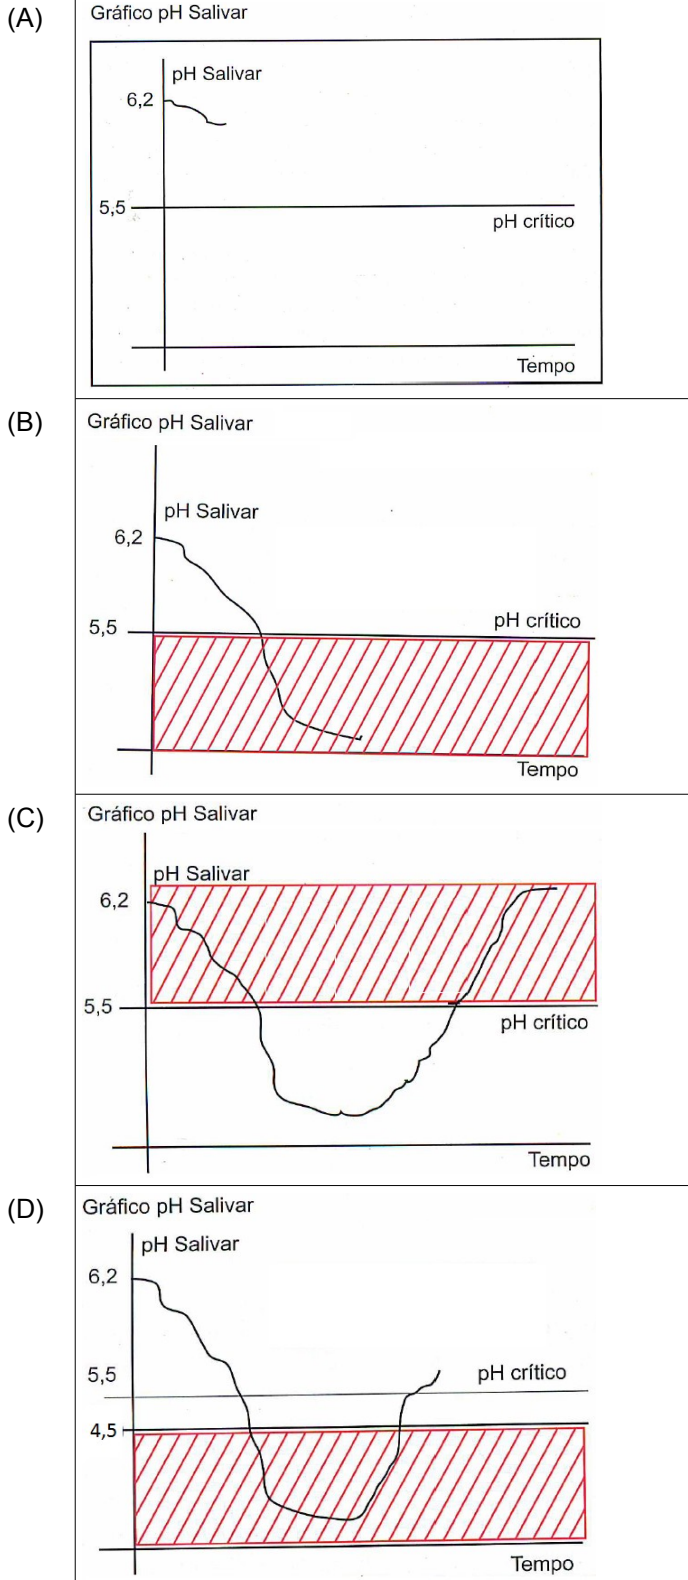 (A)
Gráfico pH Salivar
pH Salivar
6,2
5,5
pH crítico
Tempo
(B)
Gráfico pH Salivar
pH Salivar
6,2
5,5
pH crítico
Tempo
(C)
Gráfico pH Salivar
pH Salivar
6,2
5,5
pH crítico
Tempo
(D)
Gráfico pH Salivar
pH Salivar
6,2
5,5
pH crítico
4,5
Tempo